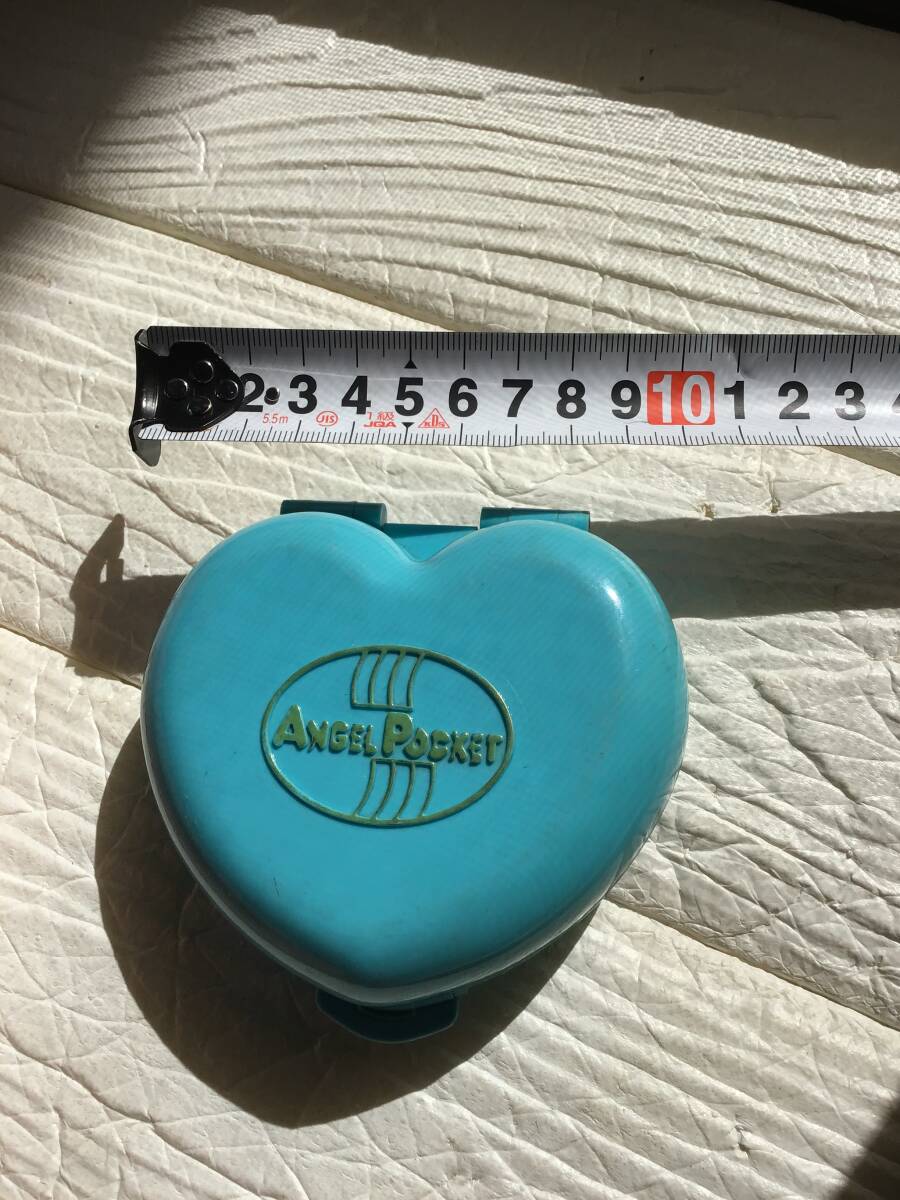 2 3 4 5 6 7 8 9 10 1 2 3
5.5m JIS 1級 JQA KDS
ANGEL POCKET